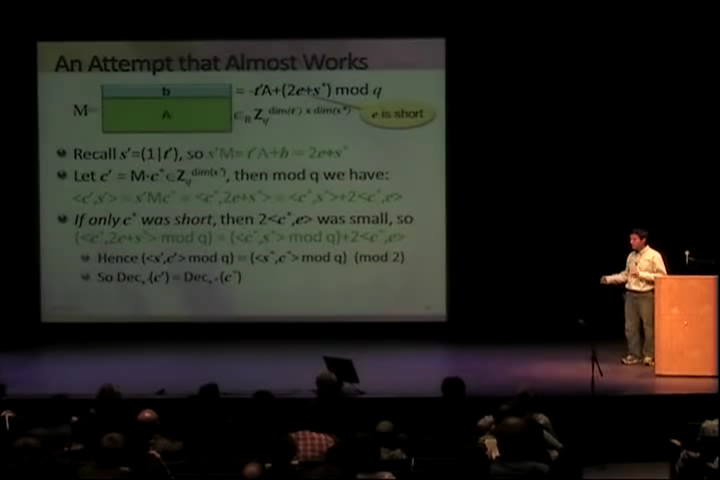 An Attempt that Almost Works
b = -t'A+(2e+s*) mod q
M= A ∈R Zq dim(t') x dim(s*) e is short
Recall s'=(1|t'), so s'M= t'A+b = 2e+s*
Let c' = M·c*∈Zq dim(s'), then mod q we have:
<c',s'> = s'Mc* = <c*,2e+s*> = <c*,s*>+2<c*,e>
If only c* was short, then 2<c*,e> was small, so
(<c*,2e+s*> mod q) = (<c*,s*> mod q)+2<c*,e>
Hence (<s',c'> mod q) = (<s*,c*> mod q) (mod 2)
So Decs'(c') = Decs*(c*)